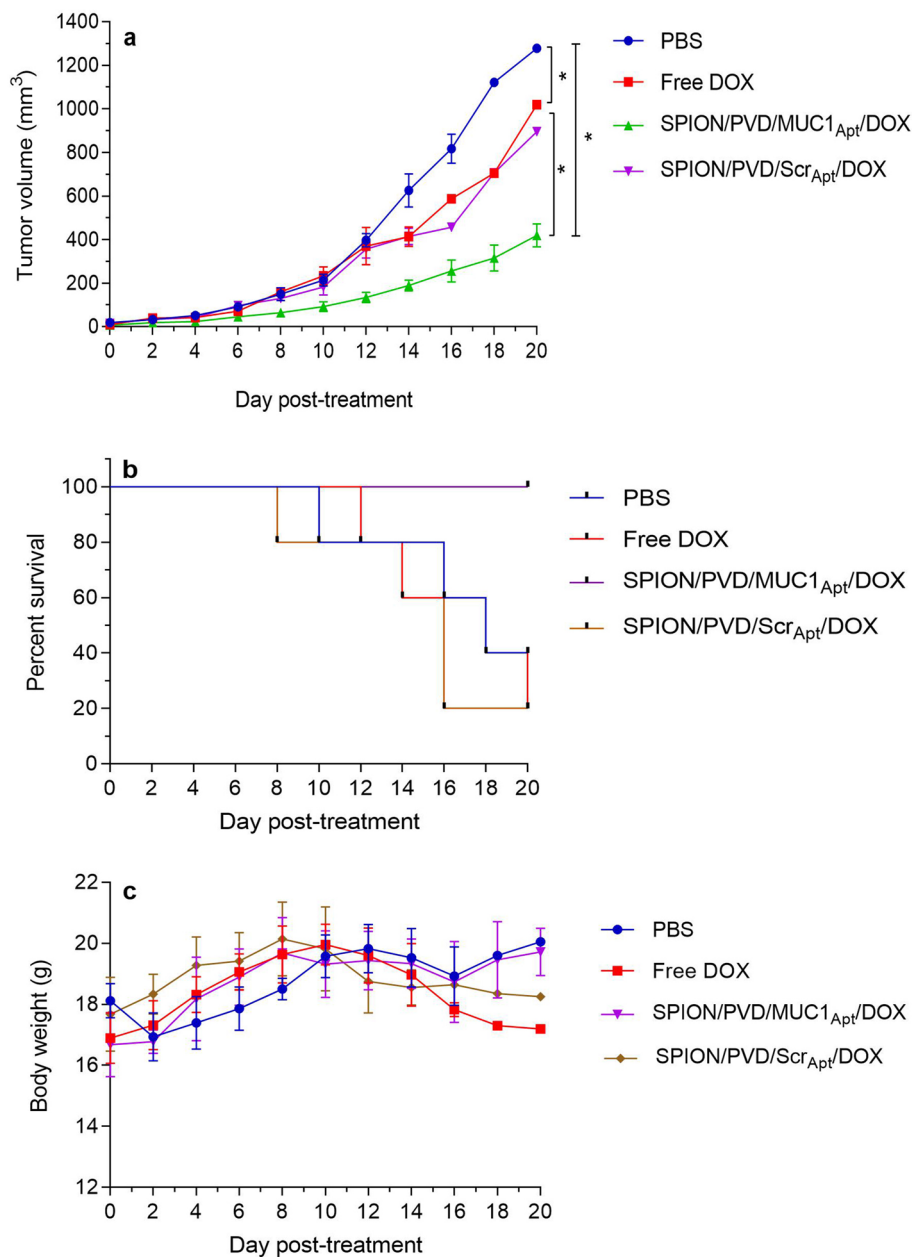 a
Tumor volume (mm³)
1400
1200
1000
800
600
400
200
0
0 2 4 6 8 10 12 14 16 18 20
Day post-treatment
*
*
*
PBS
Free DOX
SPION/PVD/MUC1Apt/DOX
SPION/PVD/ScrApt/DOX
b
Percent survival
100
80
60
40
20
0
0 2 4 6 8 10 12 14 16 18 20
Day post-treatment
PBS
Free DOX
SPION/PVD/MUC1Apt/DOX
SPION/PVD/ScrApt/DOX
c
Body weight (g)
22
20
18
16
14
12
0 2 4 6 8 10 12 14 16 18 20
Day post-treatment
PBS
Free DOX
SPION/PVD/MUC1Apt/DOX
SPION/PVD/ScrApt/DOX